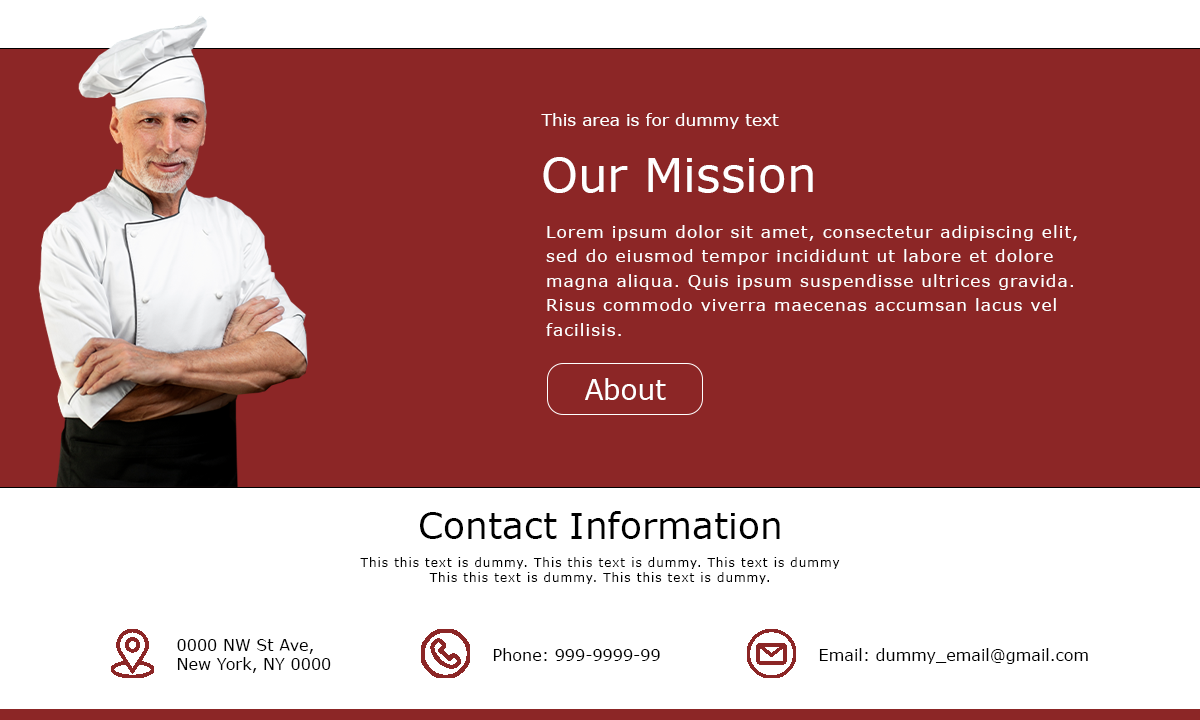 This area is for dummy text
Our Mission
Lorem ipsum dolor sit amet, consectetur adipiscing elit,
sed do eiusmod tempor incididunt ut labore et dolore
magna aliqua. Quis ipsum suspendisse ultrices gravida.
Risus commodo viverra maecenas accumsan lacus vel
facilisis.
About
Contact Information
This this text is dummy. This this text is dummy. This text is dummy
This this text is dummy. This this text is dummy.
0000 NW St Ave,
New York, NY 0000
Phone: 999-9999-99
Email: dummy_email@gmail.com